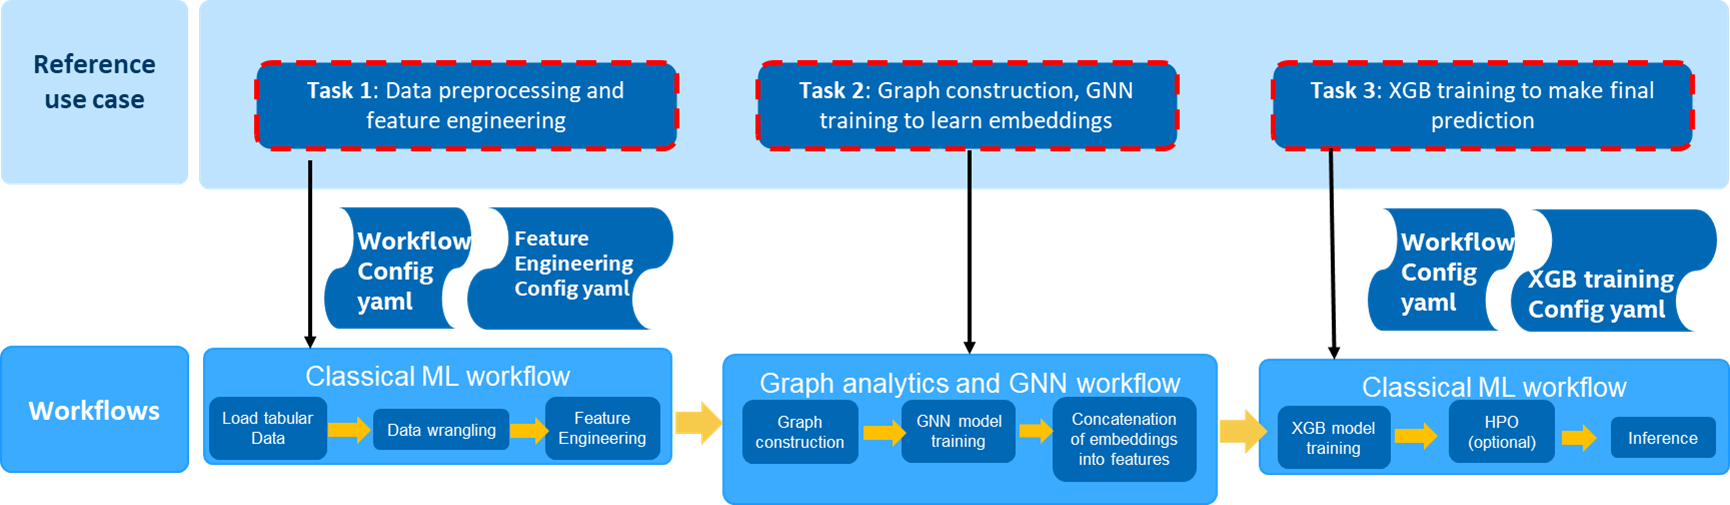 Reference
use case
Task 1: Data preprocessing and
feature engineering
Task 2: Graph construction, GNN
training to learn embeddings
Task 3: XGB training to make final
prediction
Workflow
Config
yaml
Feature
Engineering
Config yaml
Workflow
Config
yaml
XGB training
Config yaml
Workflows
Classical ML workflow
Load tabular
Data
Data wrangling
Feature
Engineering
Graph analytics and GNN workflow
Graph
construction
GNN model
training
Concatenation
of embeddings
into features
Classical ML workflow
XGB model
training
HPO
(optional)
Inference